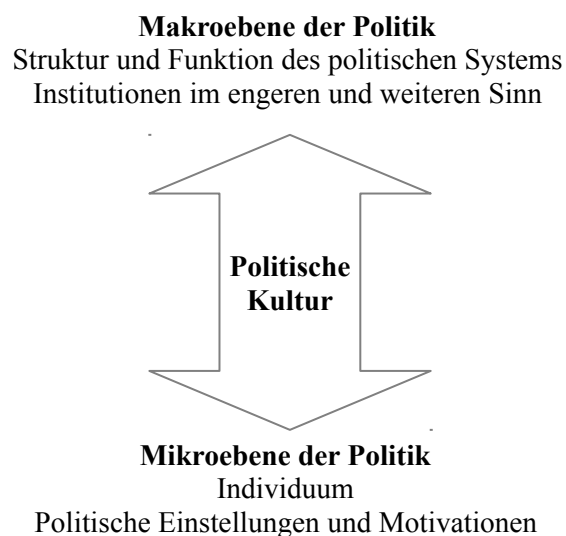 Makroebene der Politik
Struktur und Funktion des politischen Systems
Institutionen im engeren und weiteren Sinn
Politische
Kultur
Mikroebene der Politik
Individuum
Politische Einstellungen und Motivationen